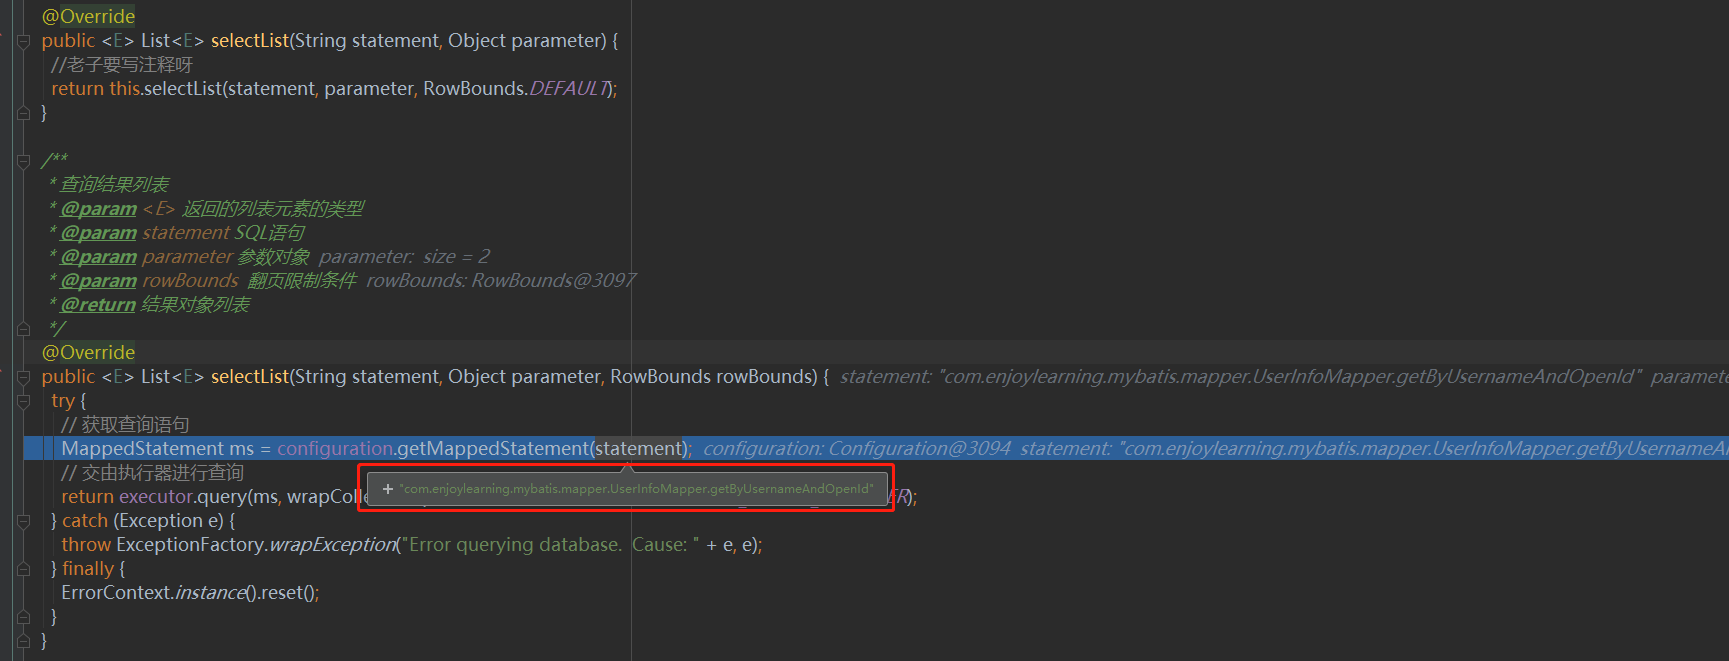 @Override
public <E> List<E> selectList(String statement, Object parameter) {
//老子要写注释呀
return this.selectList(statement, parameter, RowBounds.DEFAULT);
}
/**
* 查询结果列表
* @param <E> 返回的列表元素的类型
* @param statement SQL语句
* @param parameter 参数对象 parameter: size = 2
* @param rowBounds 翻页限制条件 rowBounds: RowBounds@3097
* @return 结果对象列表
*/
@Override
public <E> List<E> selectList(String statement, Object parameter, RowBounds rowBounds) { statement: "com.enjoylearning.mybatis.mapper.UserInfoMapper.getByUsernameAndOpenId" paramete
try {
// 获取查询语句
MappedStatement ms = configuration.getMappedStatement(statement); configuration: Configuration@3094 statement: "com.enjoylearning.mybatis.mapper.UserInfoMapper.getByUsernameA
// 交由执行器进行查询
return executor.query(ms, wrapColle ER);
+ "com.enjoylearning.mybatis.mapper.UserInfoMapper.getByUsernameAndOpenId"
} catch (Exception e) {
throw ExceptionFactory.wrapException("Error querying database. Cause: " + e, e);
} finally {
ErrorContext.instance().reset();
}
}